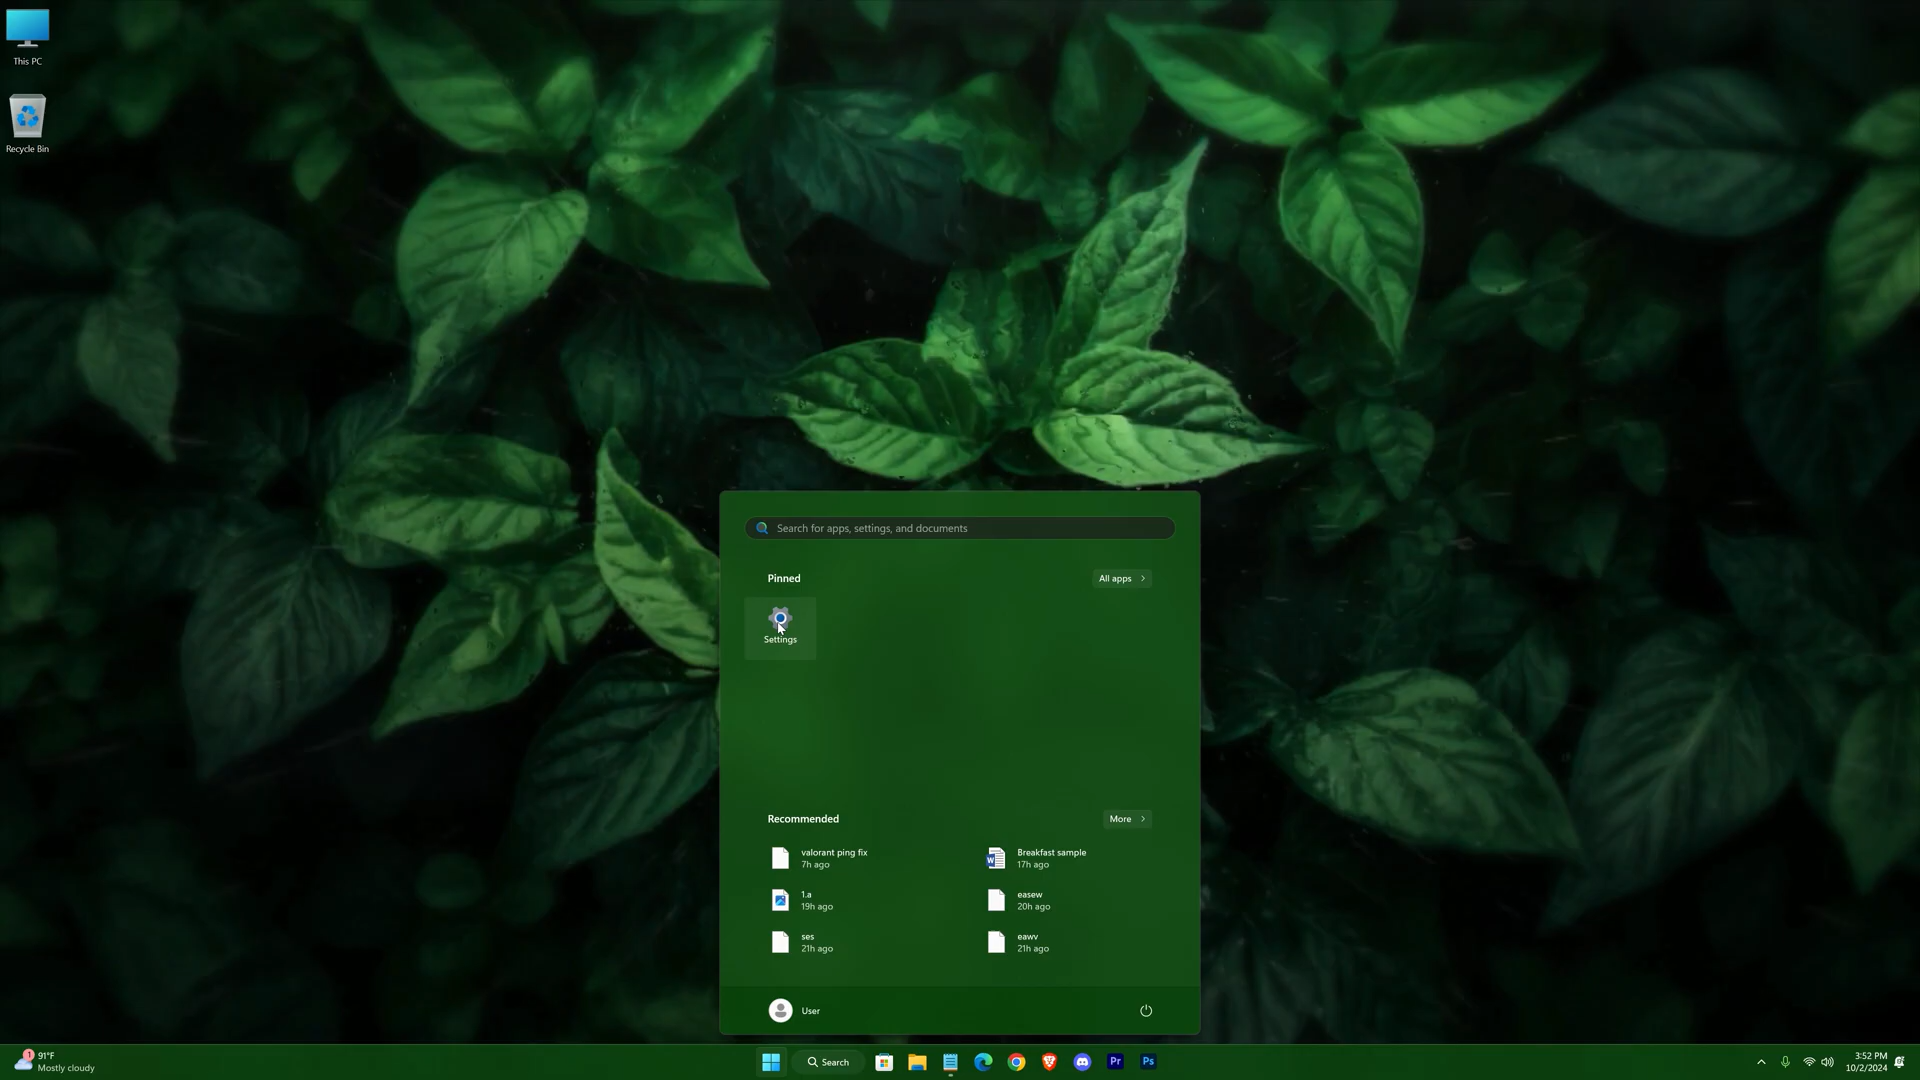 This PC
Recycle Bin
Search for apps, settings, and documents
Pinned
All apps
Settings
Recommended
More
valorant ping fix
7h ago
Breakfast sample
17h ago
1.a
19h ago
easew
20h ago
ses
21h ago
eawv
21h ago
User
1
91°F
Mostly cloudy
Search
Pr
Ps
3:52 PM
10/2/2024